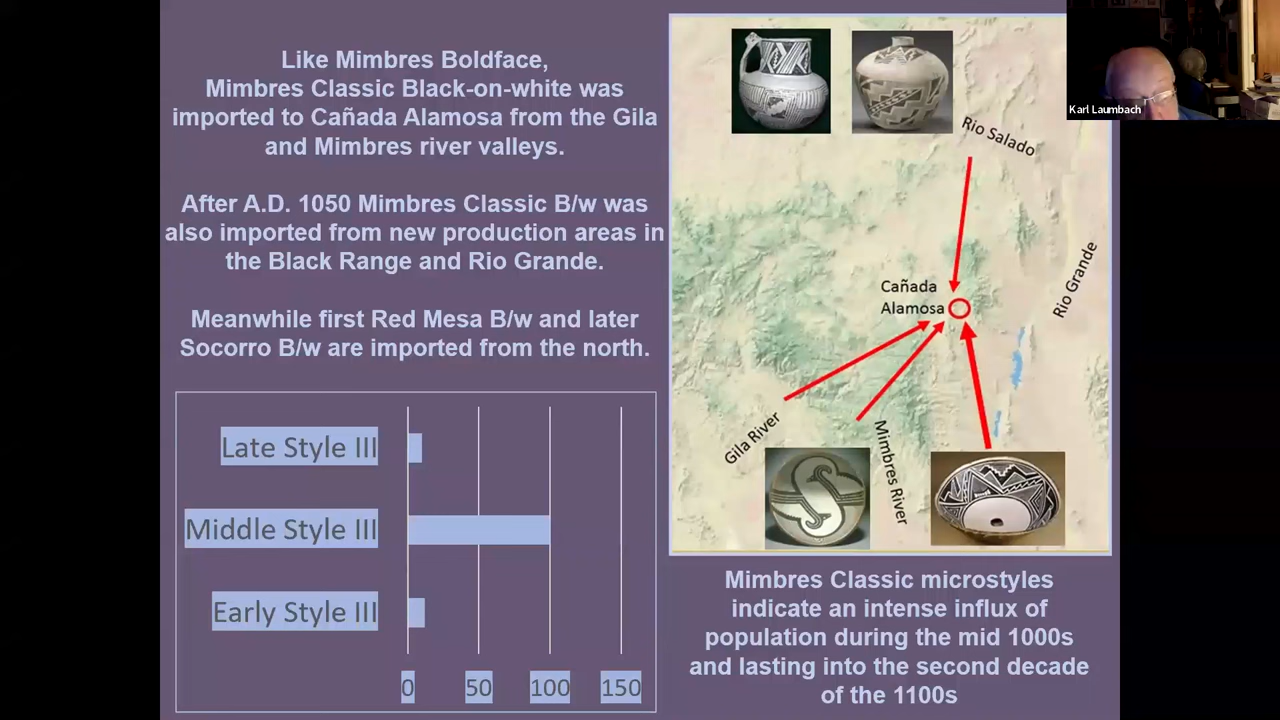 Like Mimbres Boldface,
Mimbres Classic Black-on-white was
imported to Cañada Alamosa from the Gila
and Mimbres river valleys.
After A.D. 1050 Mimbres Classic B/w was
also imported from new production areas in
the Black Range and Rio Grande.
Meanwhile first Red Mesa B/w and later
Socorro B/w are imported from the north.
Late Style III
Middle Style III
Early Style III
0 50 100 150
Karl Laumbach
Rio Salado
Rio Grande
Cañada
Alamosa
Gila River
Mimbres River
Mimbres Classic microstyles
indicate an intense influx of
population during the mid 1000s
and lasting into the second decade
of the 1100s